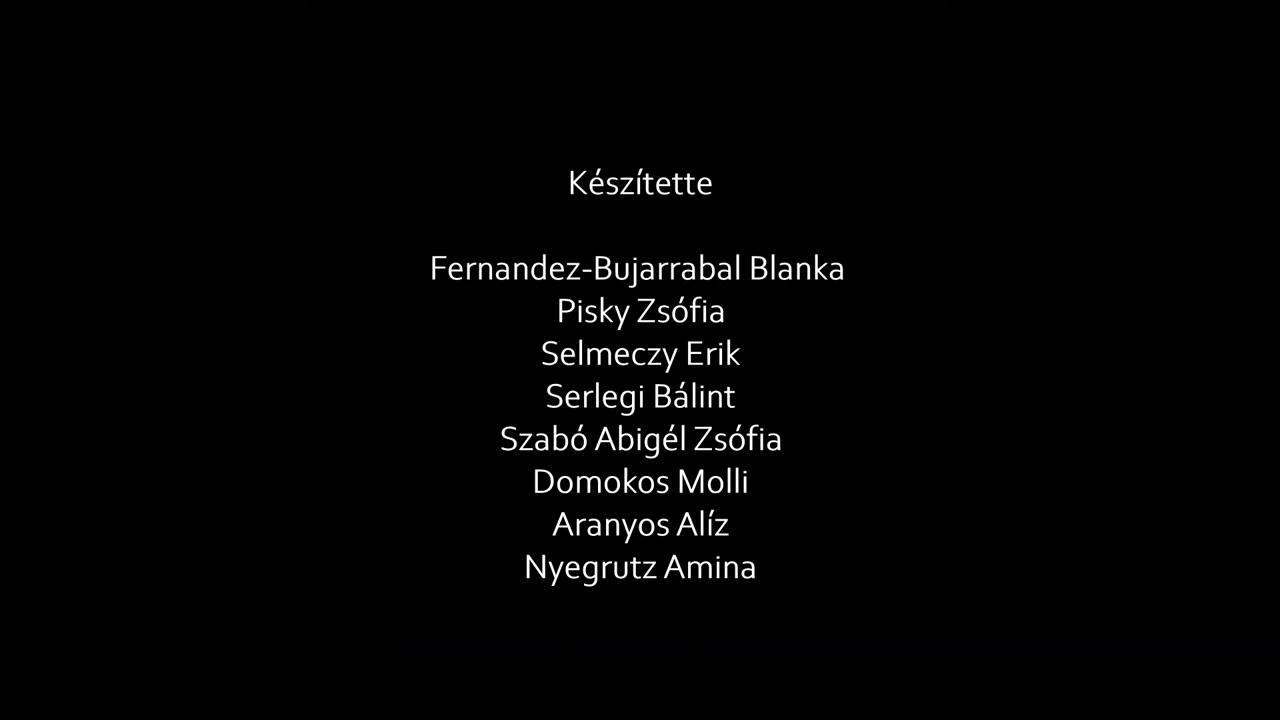 Készítette
Fernandez-Bujarrabal Blanka
Pisky Zsófia
Selmeczy Erik
Serlegi Bálint
Szabó Abigél Zsófia
Domokos Molli
Aranyos Alíz
Nyegrutz Amina